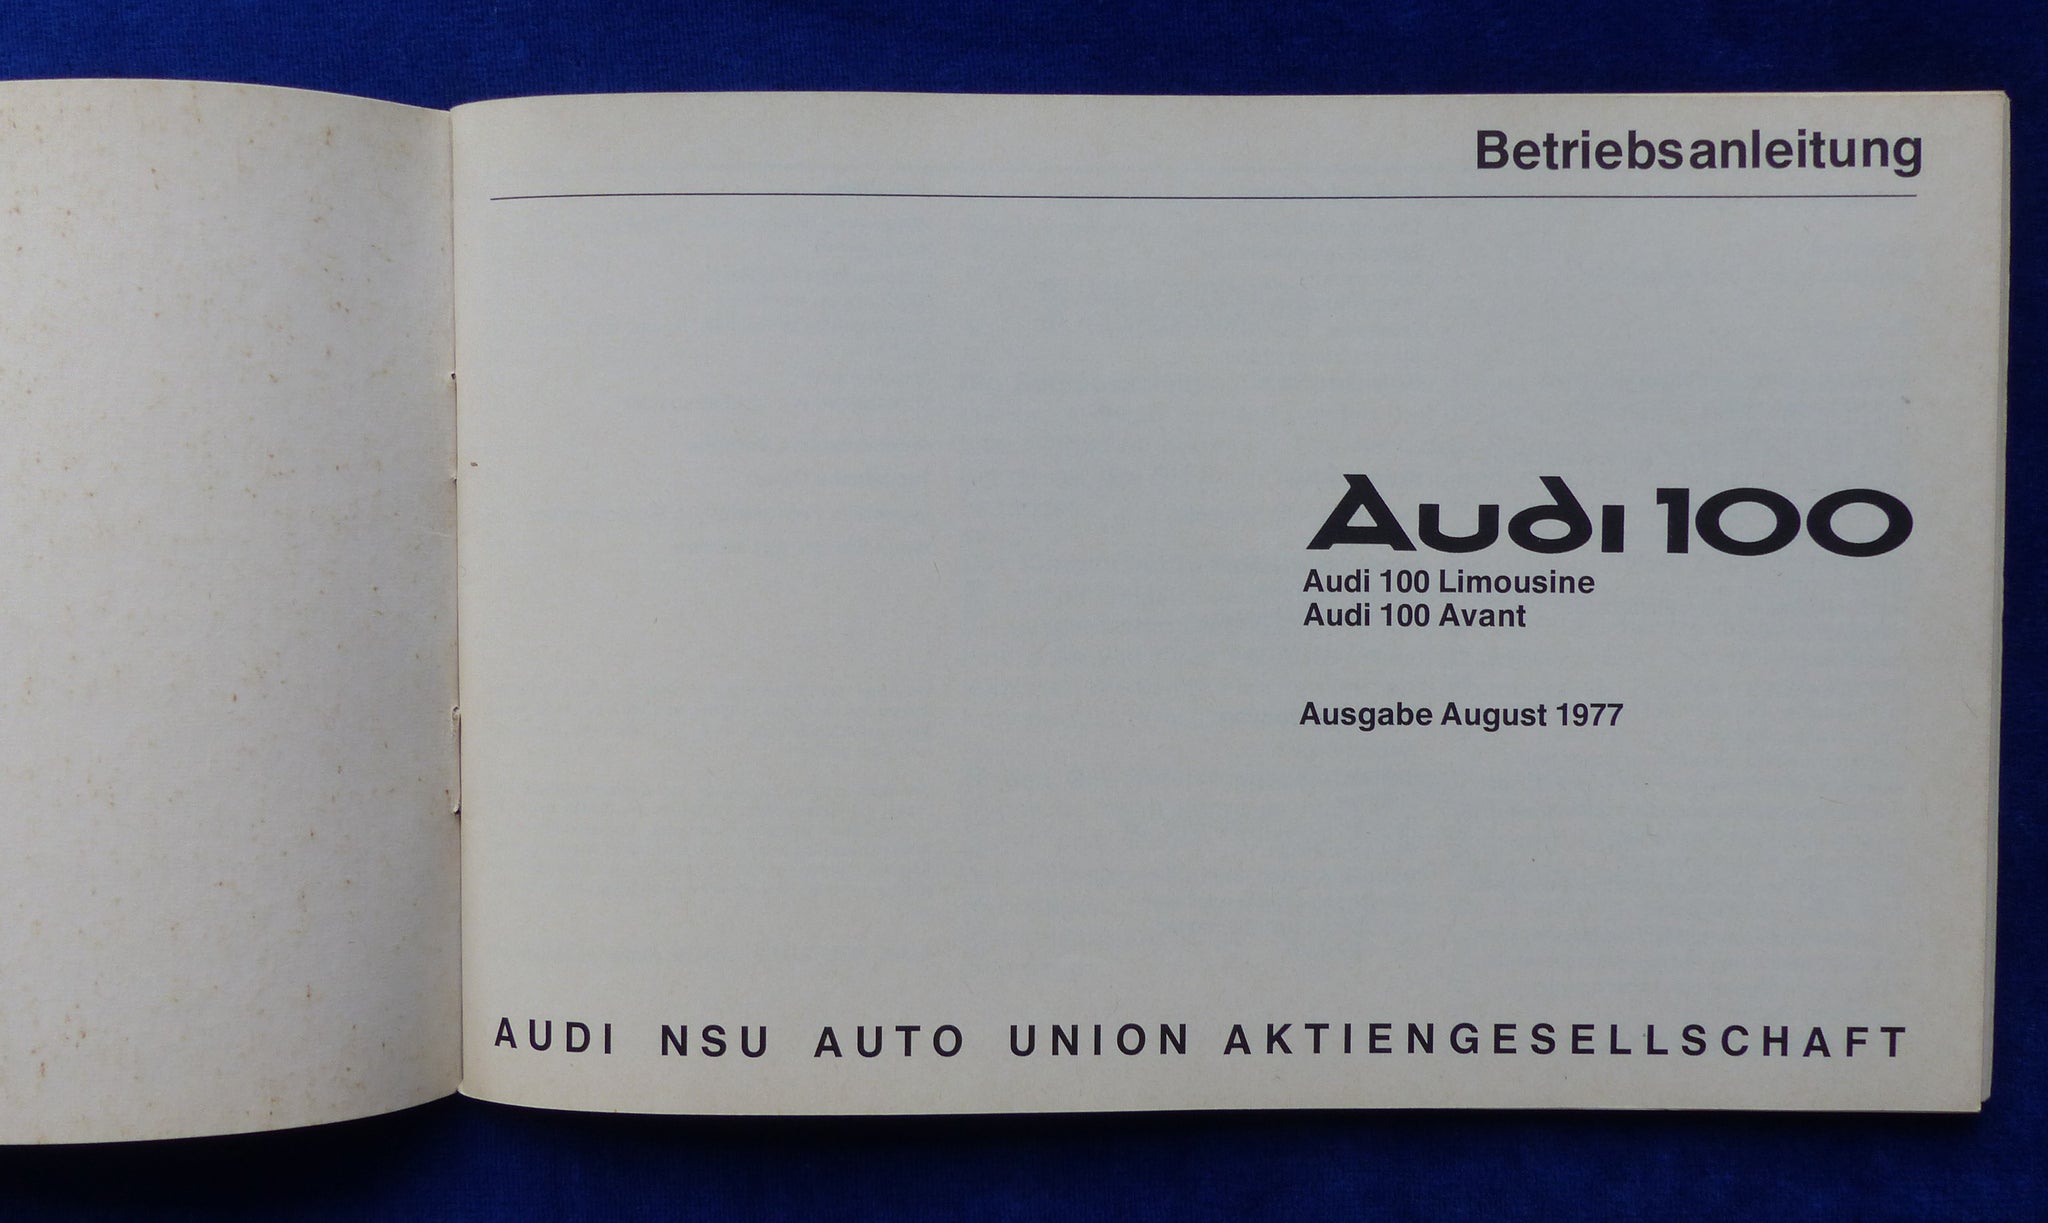 Betriebsanleitung
Audi 100
Audi 100 Limousine
Audi 100 Avant
Ausgabe August 1977
AUDI NSU AUTO UNION AKTIENGESELLSCHAFT